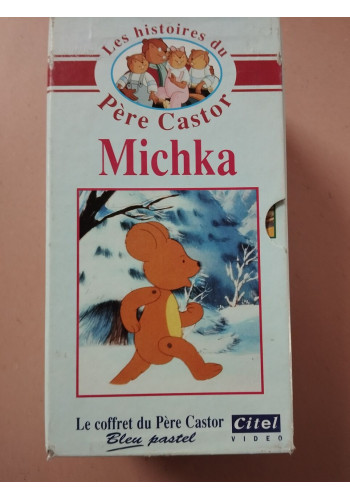 Les histoires du
Père Castor
Michka
Le coffret du Père Castor
Bleu pastel
Citel
VIDEO